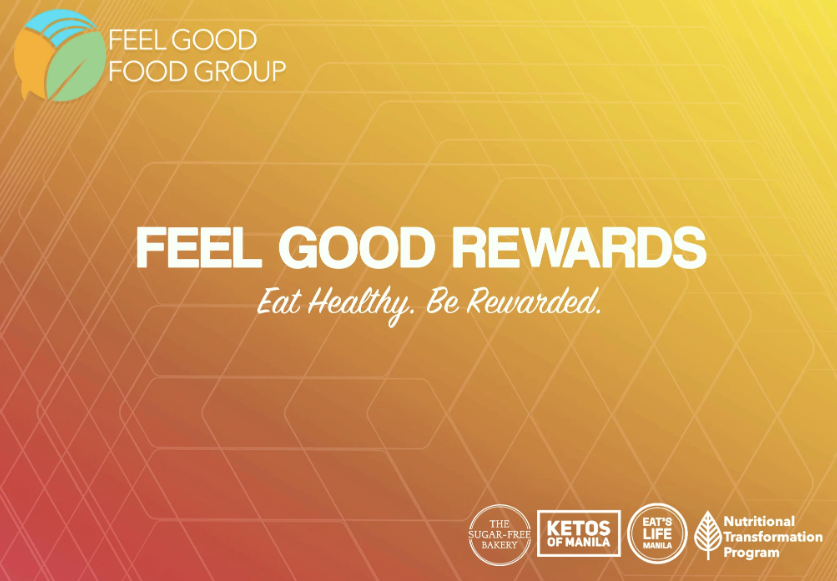 FEEL GOOD
FOOD GROUP
FEEL GOOD REWARDS
Eat Healthy. Be Rewarded.
THE
SUGAR-FREE
BAKERY
KETOS
OF MANILA
EAT'S
LIFE
MANILA
Nutritional
Transformation
Program